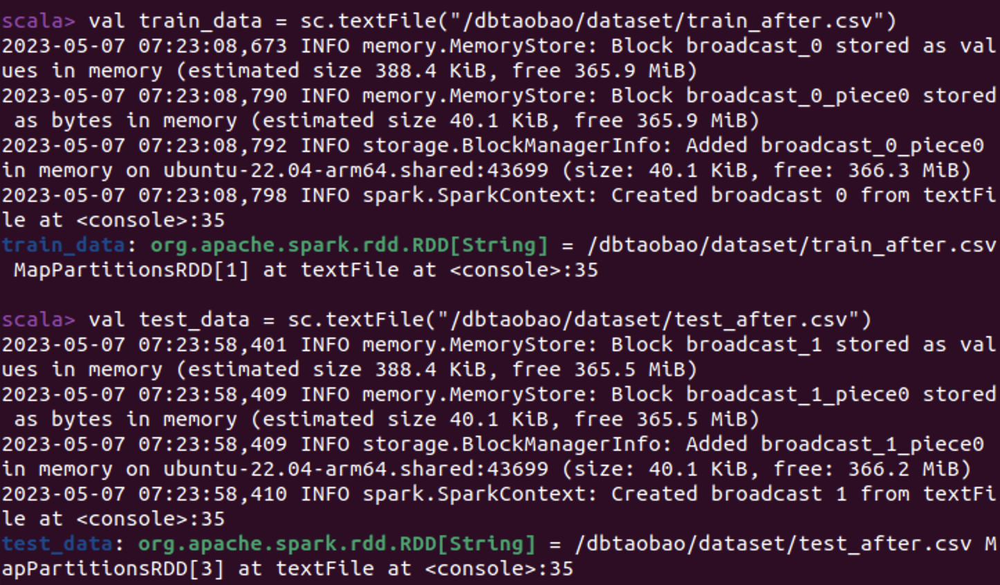 scala> val train_data = sc.textFile("/dbtaobao/dataset/train_after.csv")
2023-05-07 07:23:08,673 INFO memory.MemoryStore: Block broadcast_0 stored as val
ues in memory (estimated size 388.4 KiB, free 365.9 MiB)
2023-05-07 07:23:08,790 INFO memory.MemoryStore: Block broadcast_0_piece0 stored
 as bytes in memory (estimated size 40.1 KiB, free 365.9 MiB)
2023-05-07 07:23:08,792 INFO storage.BlockManagerInfo: Added broadcast_0_piece0
in memory on ubuntu-22.04-arm64.shared:43699 (size: 40.1 KiB, free: 366.3 MiB)
2023-05-07 07:23:08,798 INFO spark.SparkContext: Created broadcast 0 from textFi
le at <console>:35
train_data: org.apache.spark.rdd.RDD[String] = /dbtaobao/dataset/train_after.csv
 MapPartitionsRDD[1] at textFile at <console>:35
scala> val test_data = sc.textFile("/dbtaobao/dataset/test_after.csv")
2023-05-07 07:23:58,401 INFO memory.MemoryStore: Block broadcast_1 stored as val
ues in memory (estimated size 388.4 KiB, free 365.5 MiB)
2023-05-07 07:23:58,409 INFO memory.MemoryStore: Block broadcast_1_piece0 stored
 as bytes in memory (estimated size 40.1 KiB, free 365.5 MiB)
2023-05-07 07:23:58,409 INFO storage.BlockManagerInfo: Added broadcast_1_piece0
in memory on ubuntu-22.04-arm64.shared:43699 (size: 40.1 KiB, free: 366.2 MiB)
2023-05-07 07:23:58,410 INFO spark.SparkContext: Created broadcast 1 from textFi
le at <console>:35
test_data: org.apache.spark.rdd.RDD[String] = /dbtaobao/dataset/test_after.csv M
apPartitionsRDD[3] at textFile at <console>:35